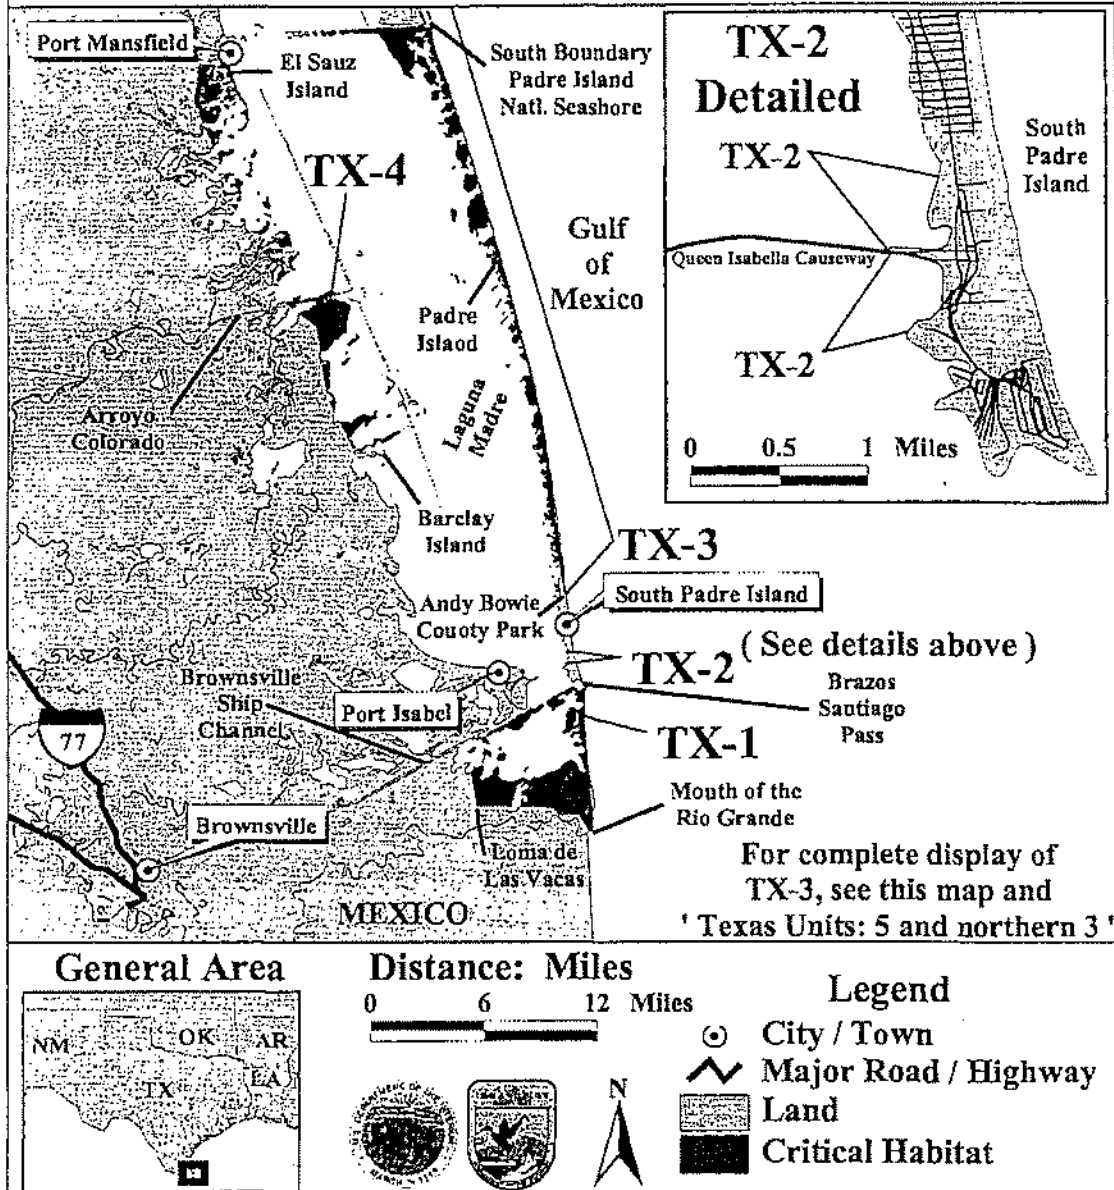 Port Mansfield
El Sauz
Island
South Boundary
Padre Island
Natl. Seashore
TX-4
Gulf
of
Mexico
Padre
Islaod
Laguna
Madre
Arroyo
Colorado
Barclay
Island
TX-3
South Padre Island
Andy Bowie
Couoty Park
TX-2 ( See details above )
Brownsville
Ship
Channel
Port Isabel
Brazos
Santiago
Pass
77
TX-1
Mouth of the
Rio Grande
Brownsville
Loma de
Las Vacas
MEXICO
For complete display of
TX-3, see this map and
' Texas Units: 5 and northern 3 '
TX-2
Detailed
TX-2
South
Padre
Island
Queen Isabella Causeway
TX-2
0 0.5 1 Miles
General Area
NM
OK
AR
TX
LA
Distance: Miles
0 6 12 Miles
N
Legend
City / Town
Major Road / Highway
Land
Critical Habitat